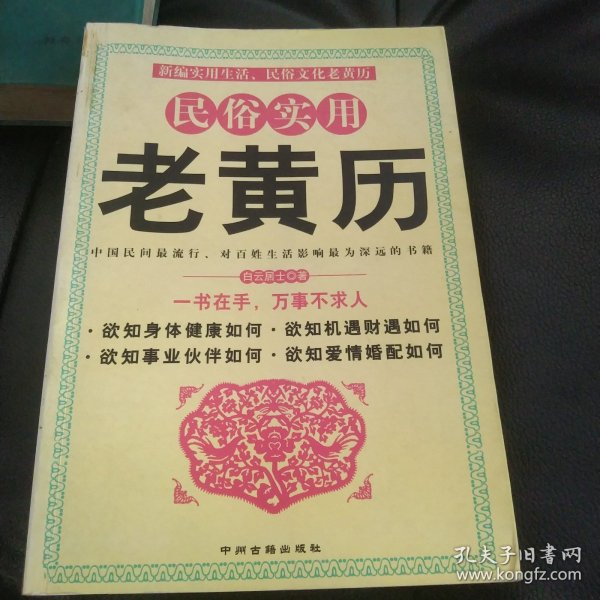 新编实用生活、民俗文化老黄历
民俗实用
老黄历
中国民间最流行、对百姓生活影响最为深远的书籍
白云居士◎著
一书在手，万事不求人
·欲知身体健康如何·欲知机遇财遇如何
·欲知事业伙伴如何·欲知爱情婚配如何
中州古籍出版社
孔夫子旧书网
www.kongfz.com